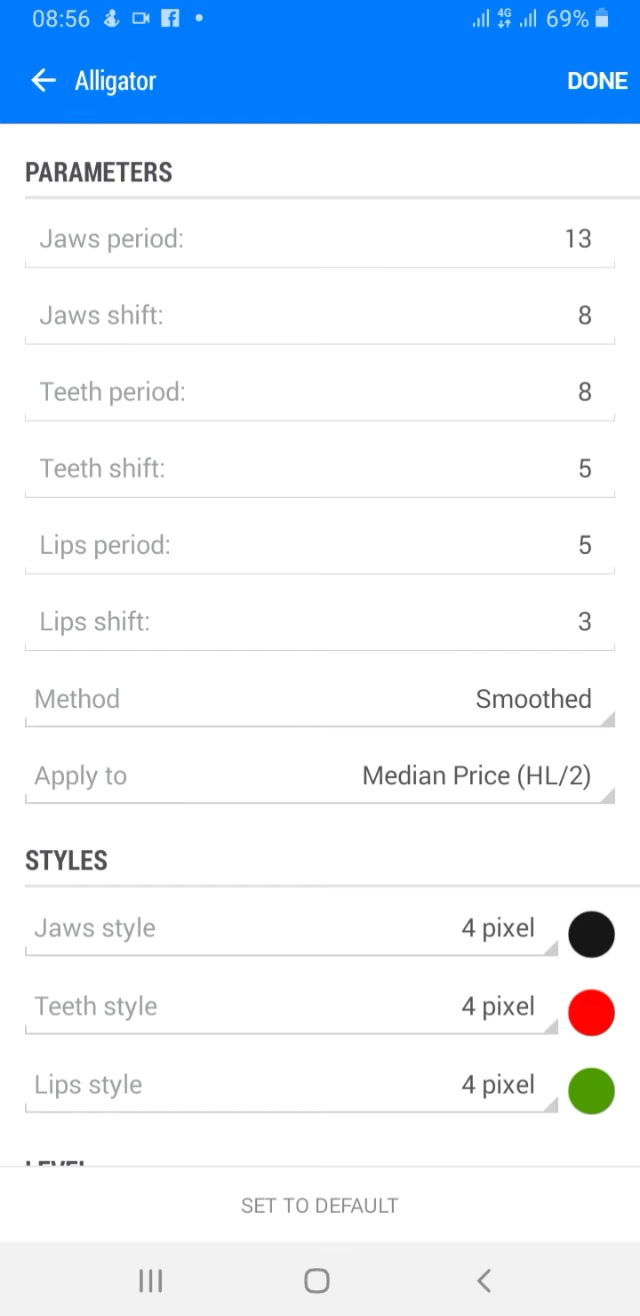 08:56 4G 69%
Alligator DONE
PARAMETERS
Jaws period: 13
Jaws shift: 8
Teeth period: 8
Teeth shift: 5
Lips period: 5
Lips shift: 3
Method Smoothed
Apply to Median Price (HL/2)
STYLES
Jaws style 4 pixel
Teeth style 4 pixel
Lips style 4 pixel
LEVEL
SET TO DEFAULT